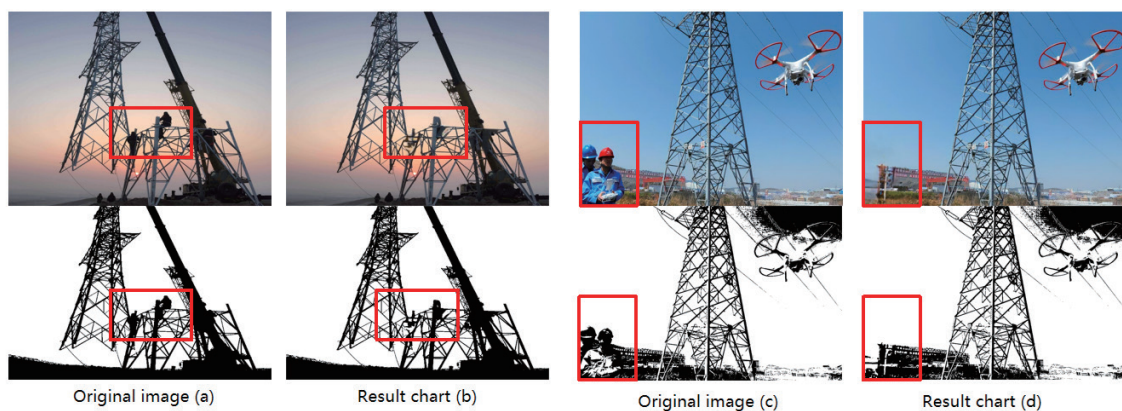 Original image (a)
Result chart (b)
Original image (c)
Result chart (d)